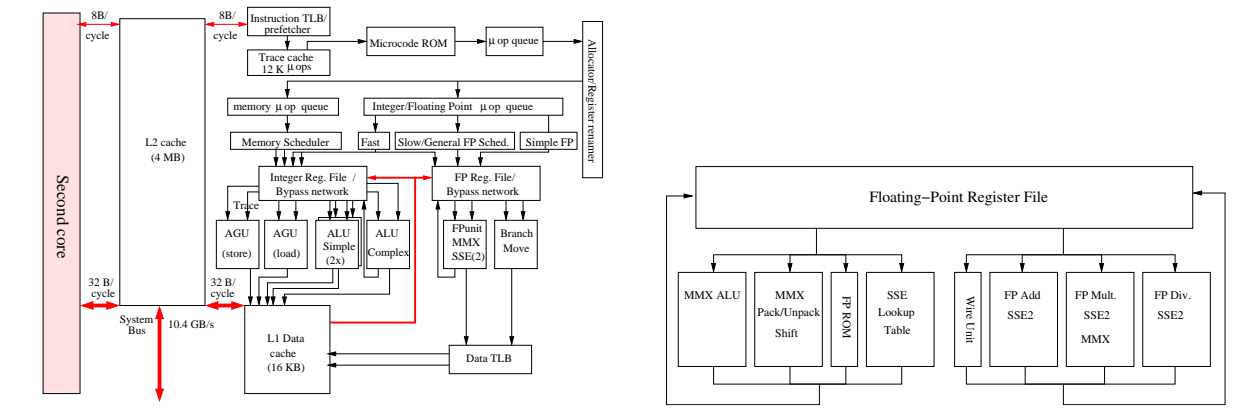 8B/
cycle
8B/
cycle
Instruction TLB/
prefetcher
Trace cache
12 K μops
Microcode ROM
μ op queue
Allocator/Register renamer
memory μ op queue
Integer/Floating Point μ op queue
Memory Scheduler
Fast
Slow/General FP Sched.
Simple FP
L2 cache
(4 MB)
Second core
Integer Reg. File /
Bypass network
FP Reg. File/
Bypass network
Trace
AGU
(store)
AGU
(load)
ALU
Simple
(2x)
ALU
Complex
FPunit
MMX
SSE(2)
Branch
Move
32 B/
cycle
32 B/
cycle
System
Bus
10.4 GB/s
L1 Data
cache
(16 KB)
Data TLB
Floating–Point Register File
MMX ALU
MMX
Pack/Unpack
Shift
FP ROM
SSE
Lookup
Table
Wire Unit
FP Add
SSE2
FP Mult.
SSE2
MMX
FP Div.
SSE2